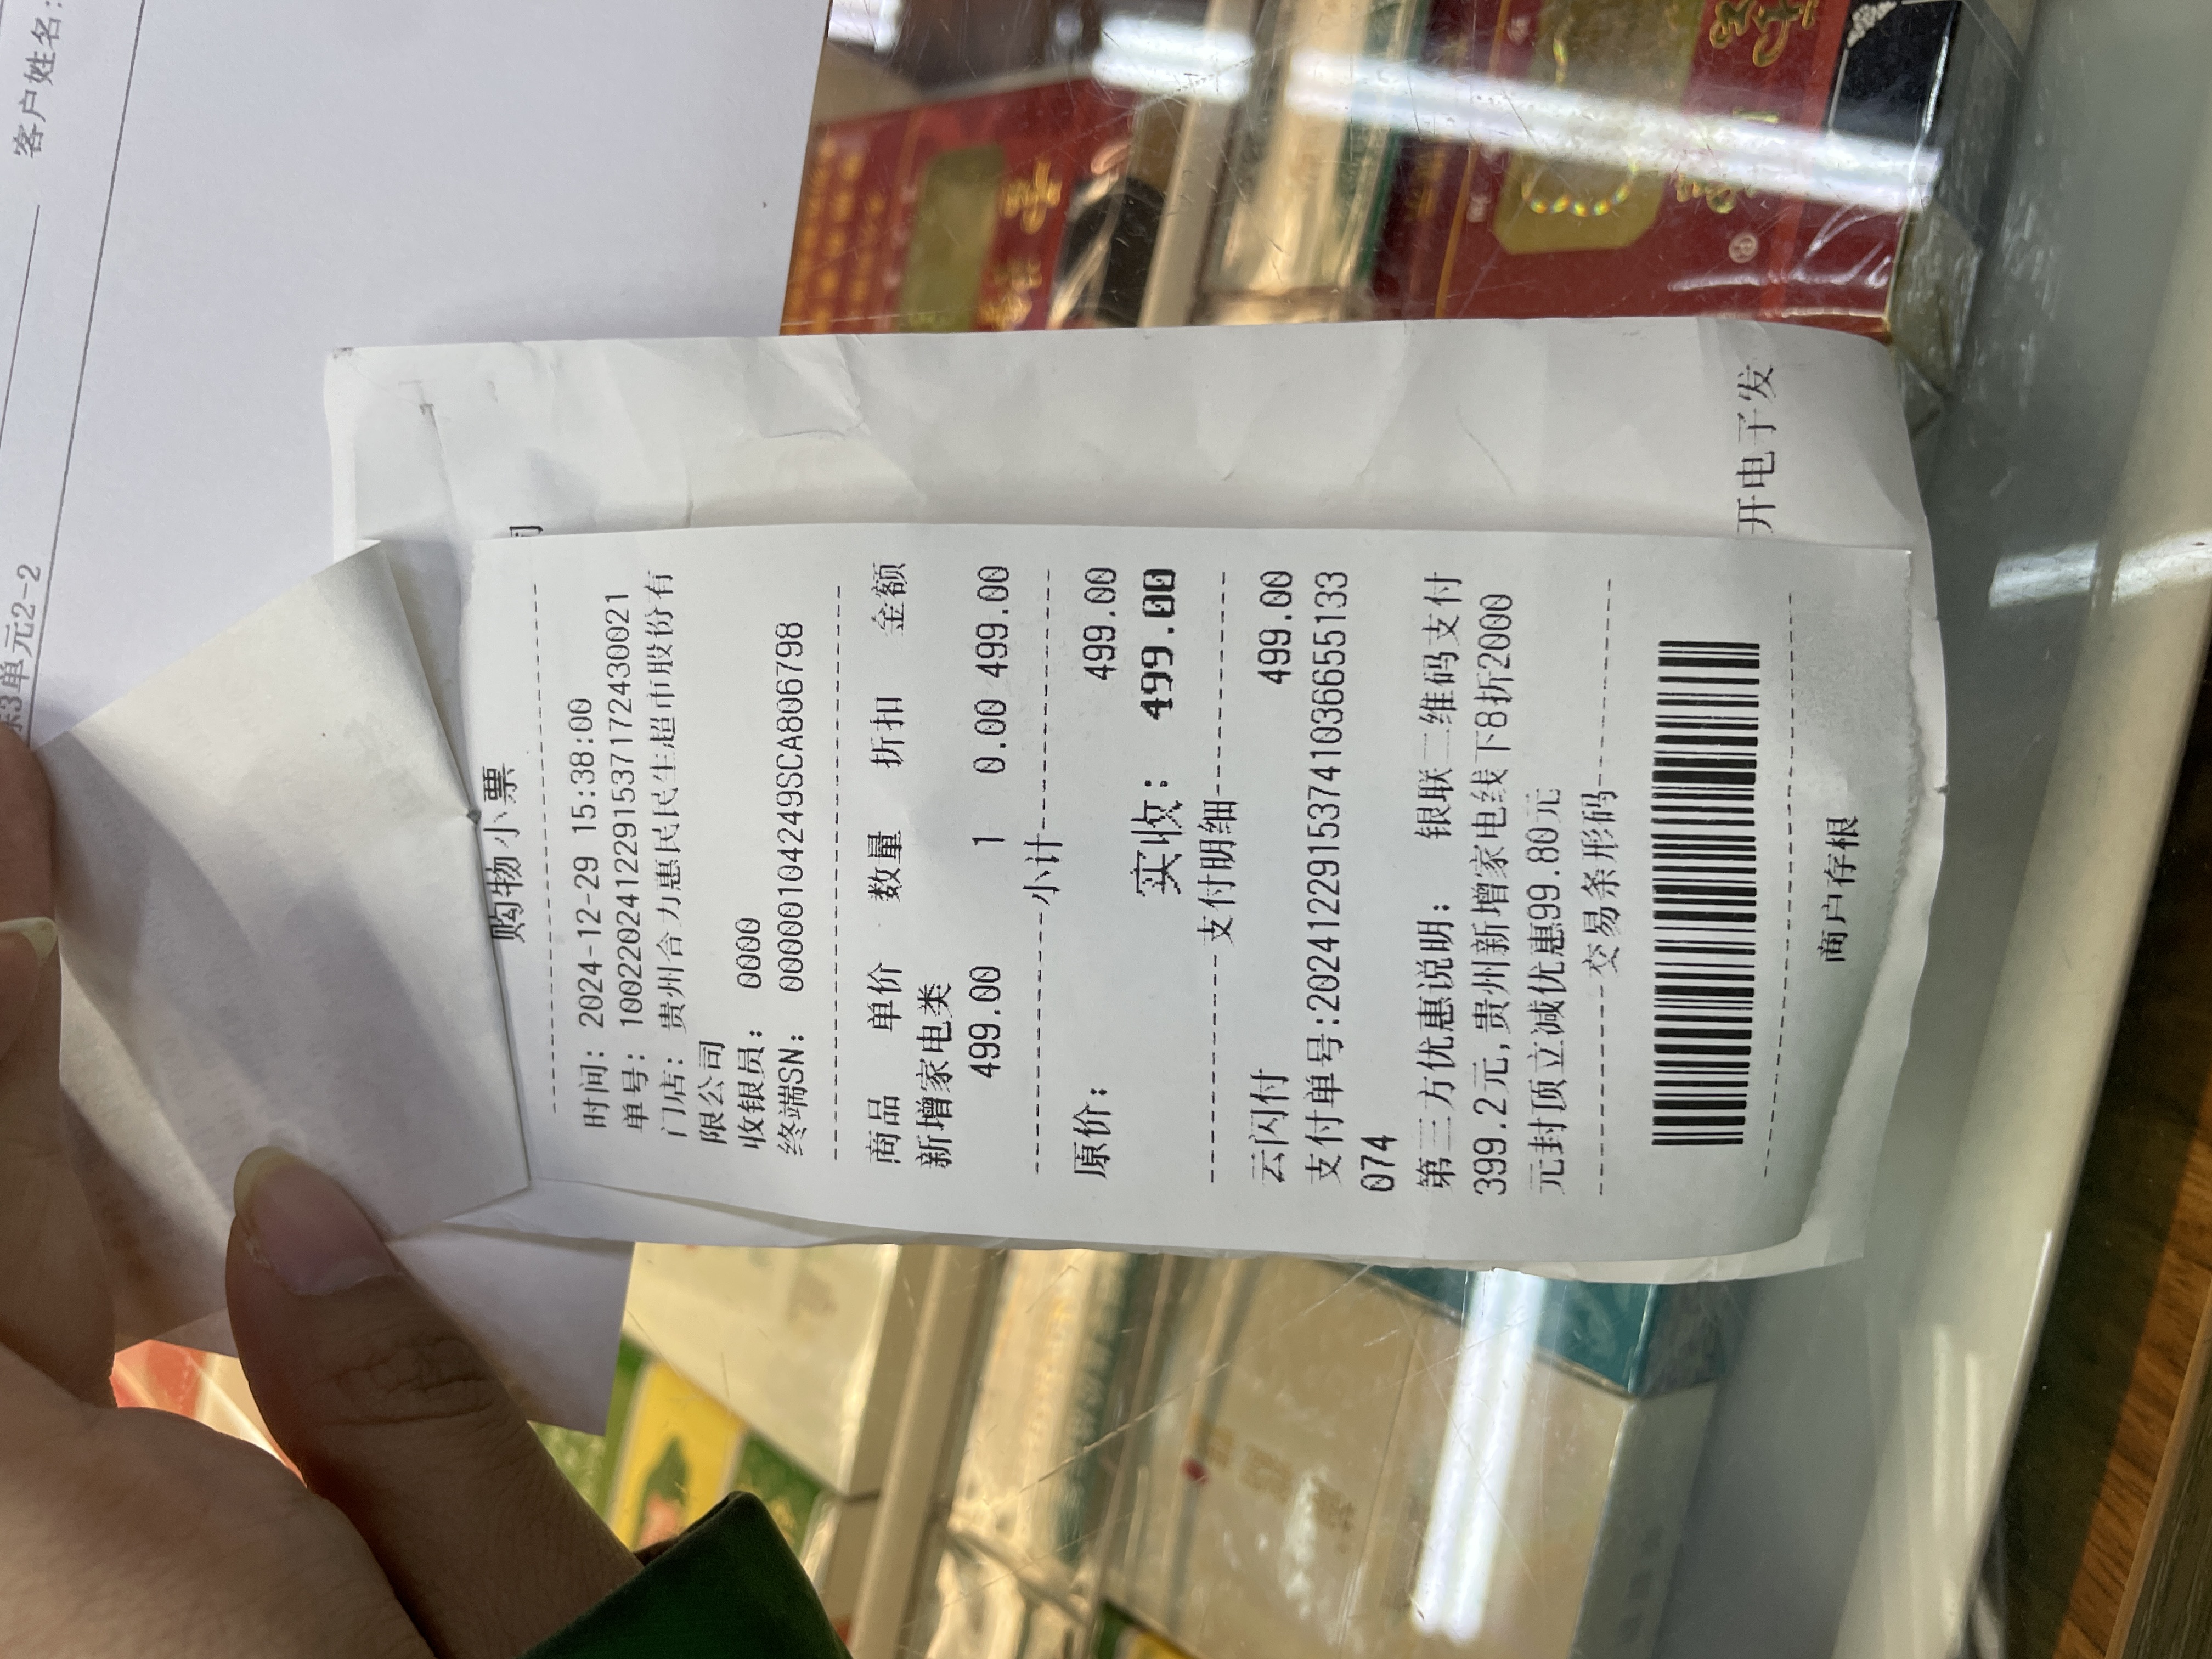 购物小票
时间: 2024-12-29 15:38:00
单号: 100220241229153717243​0021
门店: 贵州合力惠民民生超市股份有
限公司
收银员: 0000
终端SN: 00000104249SCA806798
商品 单价 数量 折扣 金额
新增家电类
499.00 1 0.00 499.00
小计
原价: 499.00
实收: 499.00
支付明细
云闪付 499.00
支付单号:20241229153741036655133
074
第三方优惠说明: 银联二维码支付
399.2元,贵州新增家电线下8折2000
元封顶立减优惠99.80元
交易条形码
商户存根
开电子发
客户姓名:
3单元2-2